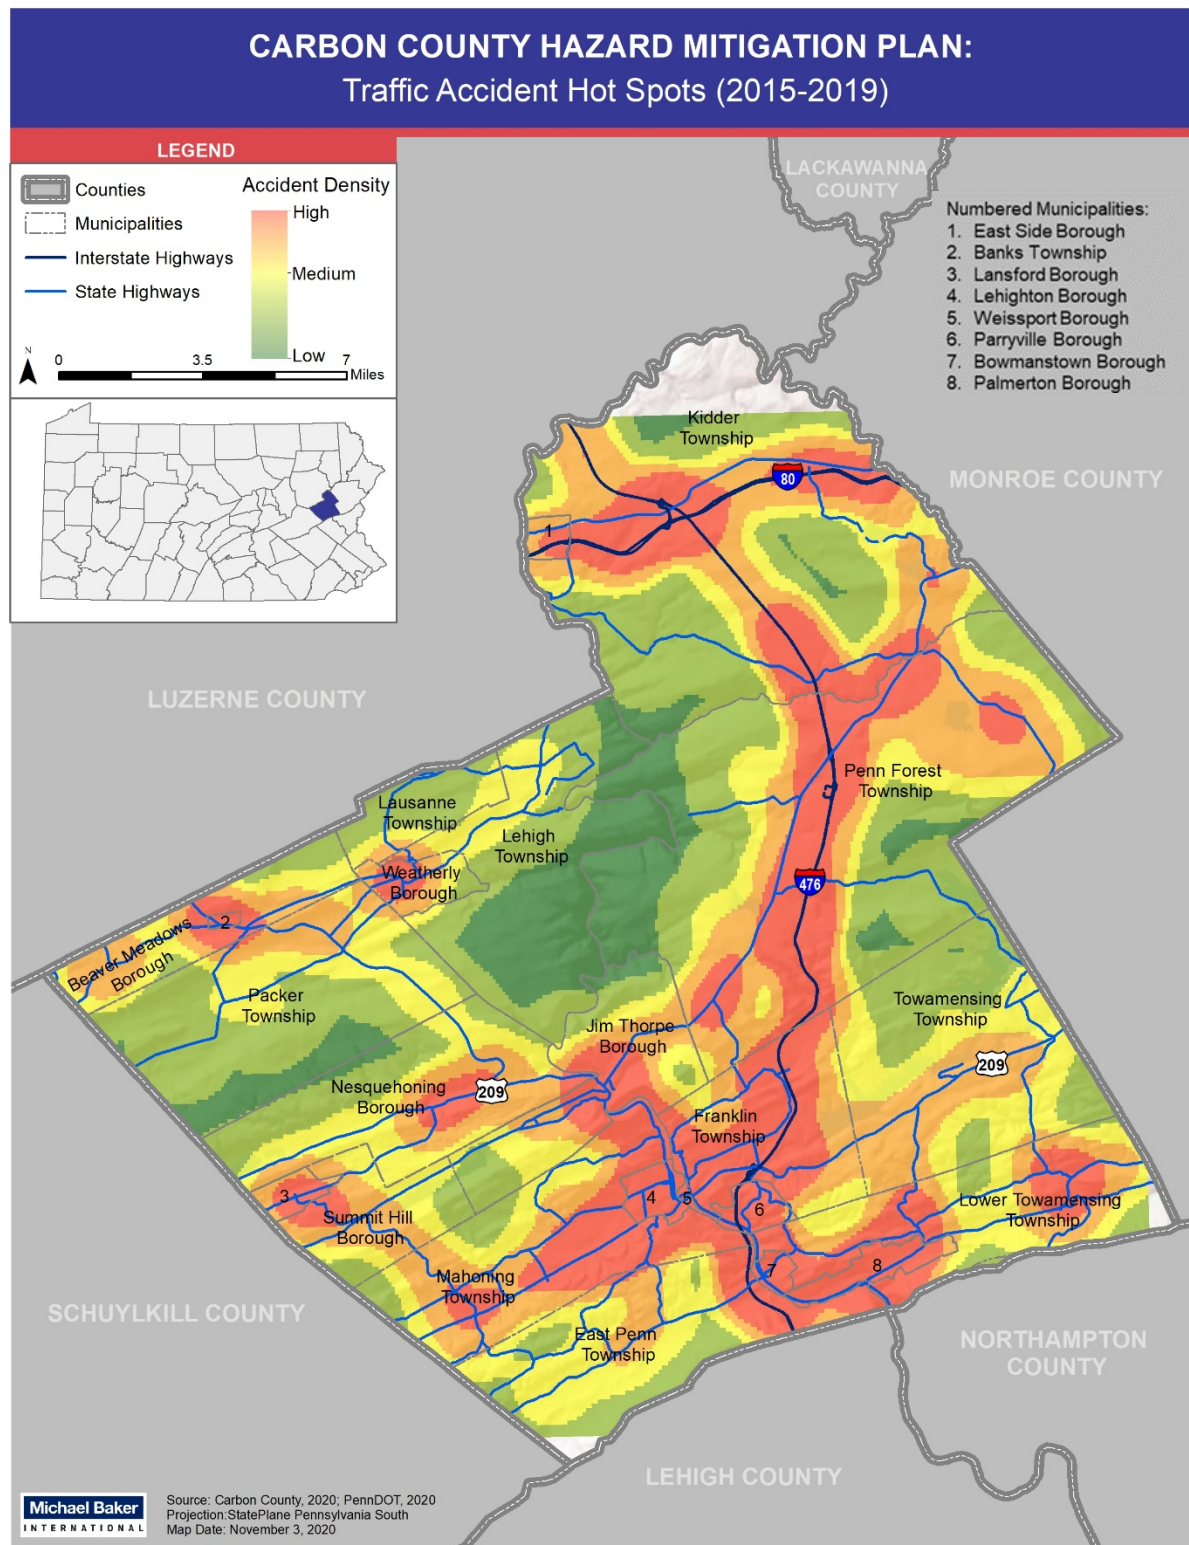 CARBON COUNTY HAZARD MITIGATION PLAN:
Traffic Accident Hot Spots (2015-2019)
LEGEND
Counties
Municipalities
Interstate Highways
State Highways
Accident Density
High
Medium
Low
N
0 3.5 7
Miles
LACKAWANNA
COUNTY
Numbered Municipalities:
1. East Side Borough
2. Banks Township
3. Lansford Borough
4. Lehighton Borough
5. Weissport Borough
6. Parryville Borough
7. Bowmanstown Borough
8. Palmerton Borough
Kidder
Township
80
MONROE COUNTY
1
LUZERNE COUNTY
Penn Forest
Township
Lausanne
Township
Lehigh
Township
Weatherly
Borough
476
2
Beaver Meadows
Borough
Packer
Township
Towamensing
Township
Jim Thorpe
Borough
209
Nesquehoning
Borough
209
Franklin
Township
3
4
5
6
Lower Towamensing
Township
Summit Hill
Borough
7
8
Mahoning
Township
SCHUYLKILL COUNTY
East Penn
Township
NORTHAMPTON
COUNTY
LEHIGH COUNTY
Michael Baker
INTERNATIONAL
Source: Carbon County, 2020; PennDOT, 2020
Projection:StatePlane Pennsylvania South
Map Date: November 3, 2020